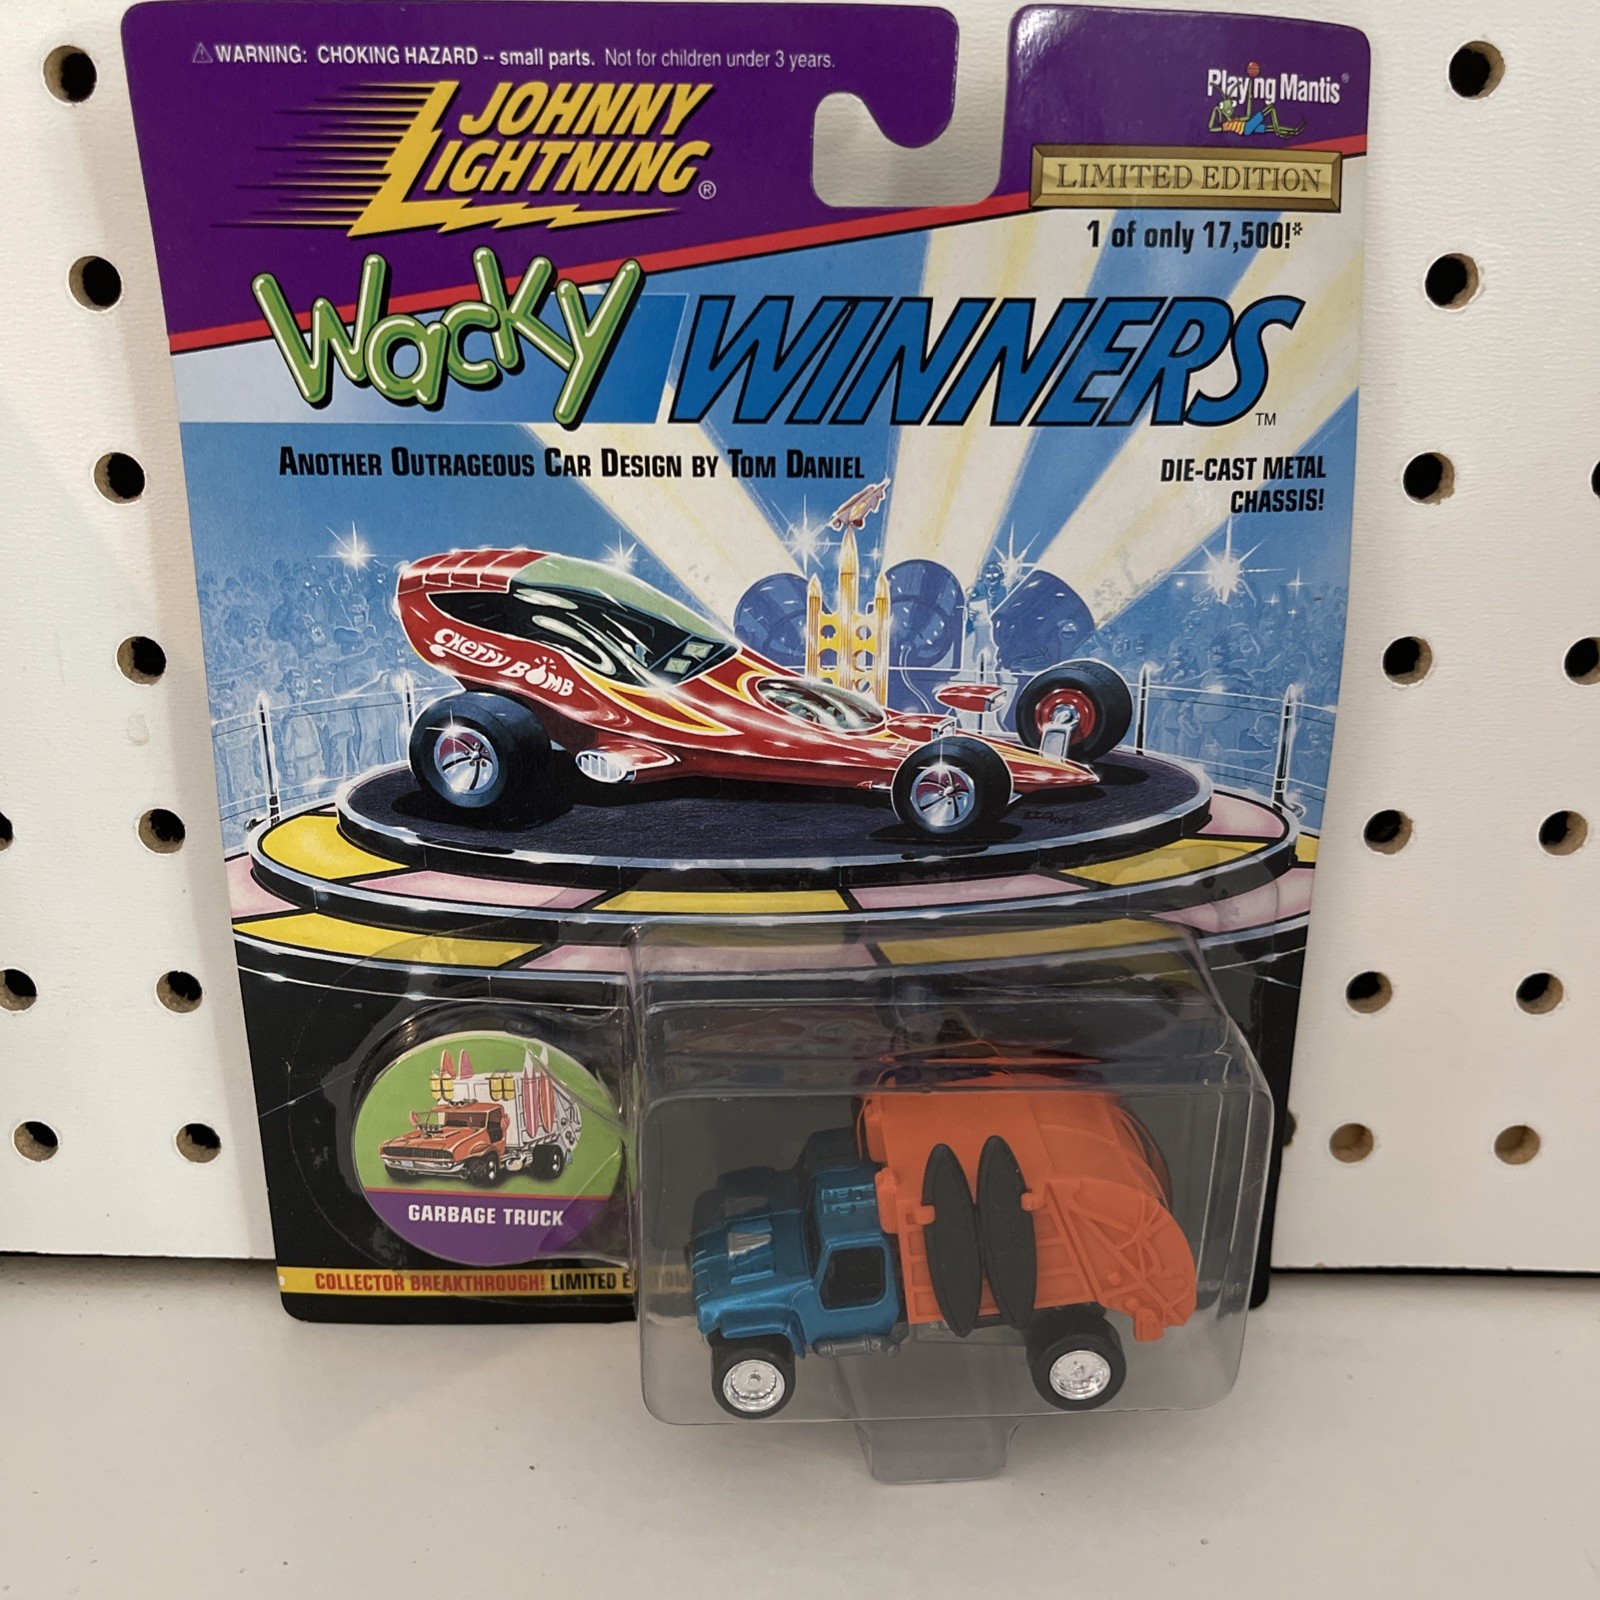 ⚠ WARNING: CHOKING HAZARD -- small parts. Not for children under 3 years.
JOHNNY
LIGHTNING®
Playing Mantis®
LIMITED EDITION
1 of only 17,500!*
Wacky WINNERS™
ANOTHER OUTRAGEOUS CAR DESIGN BY TOM DANIEL
DIE-CAST METAL
CHASSIS!
CHERRY BOMB
GARBAGE TRUCK
COLLECTOR BREAKTHROUGH! LIMITED